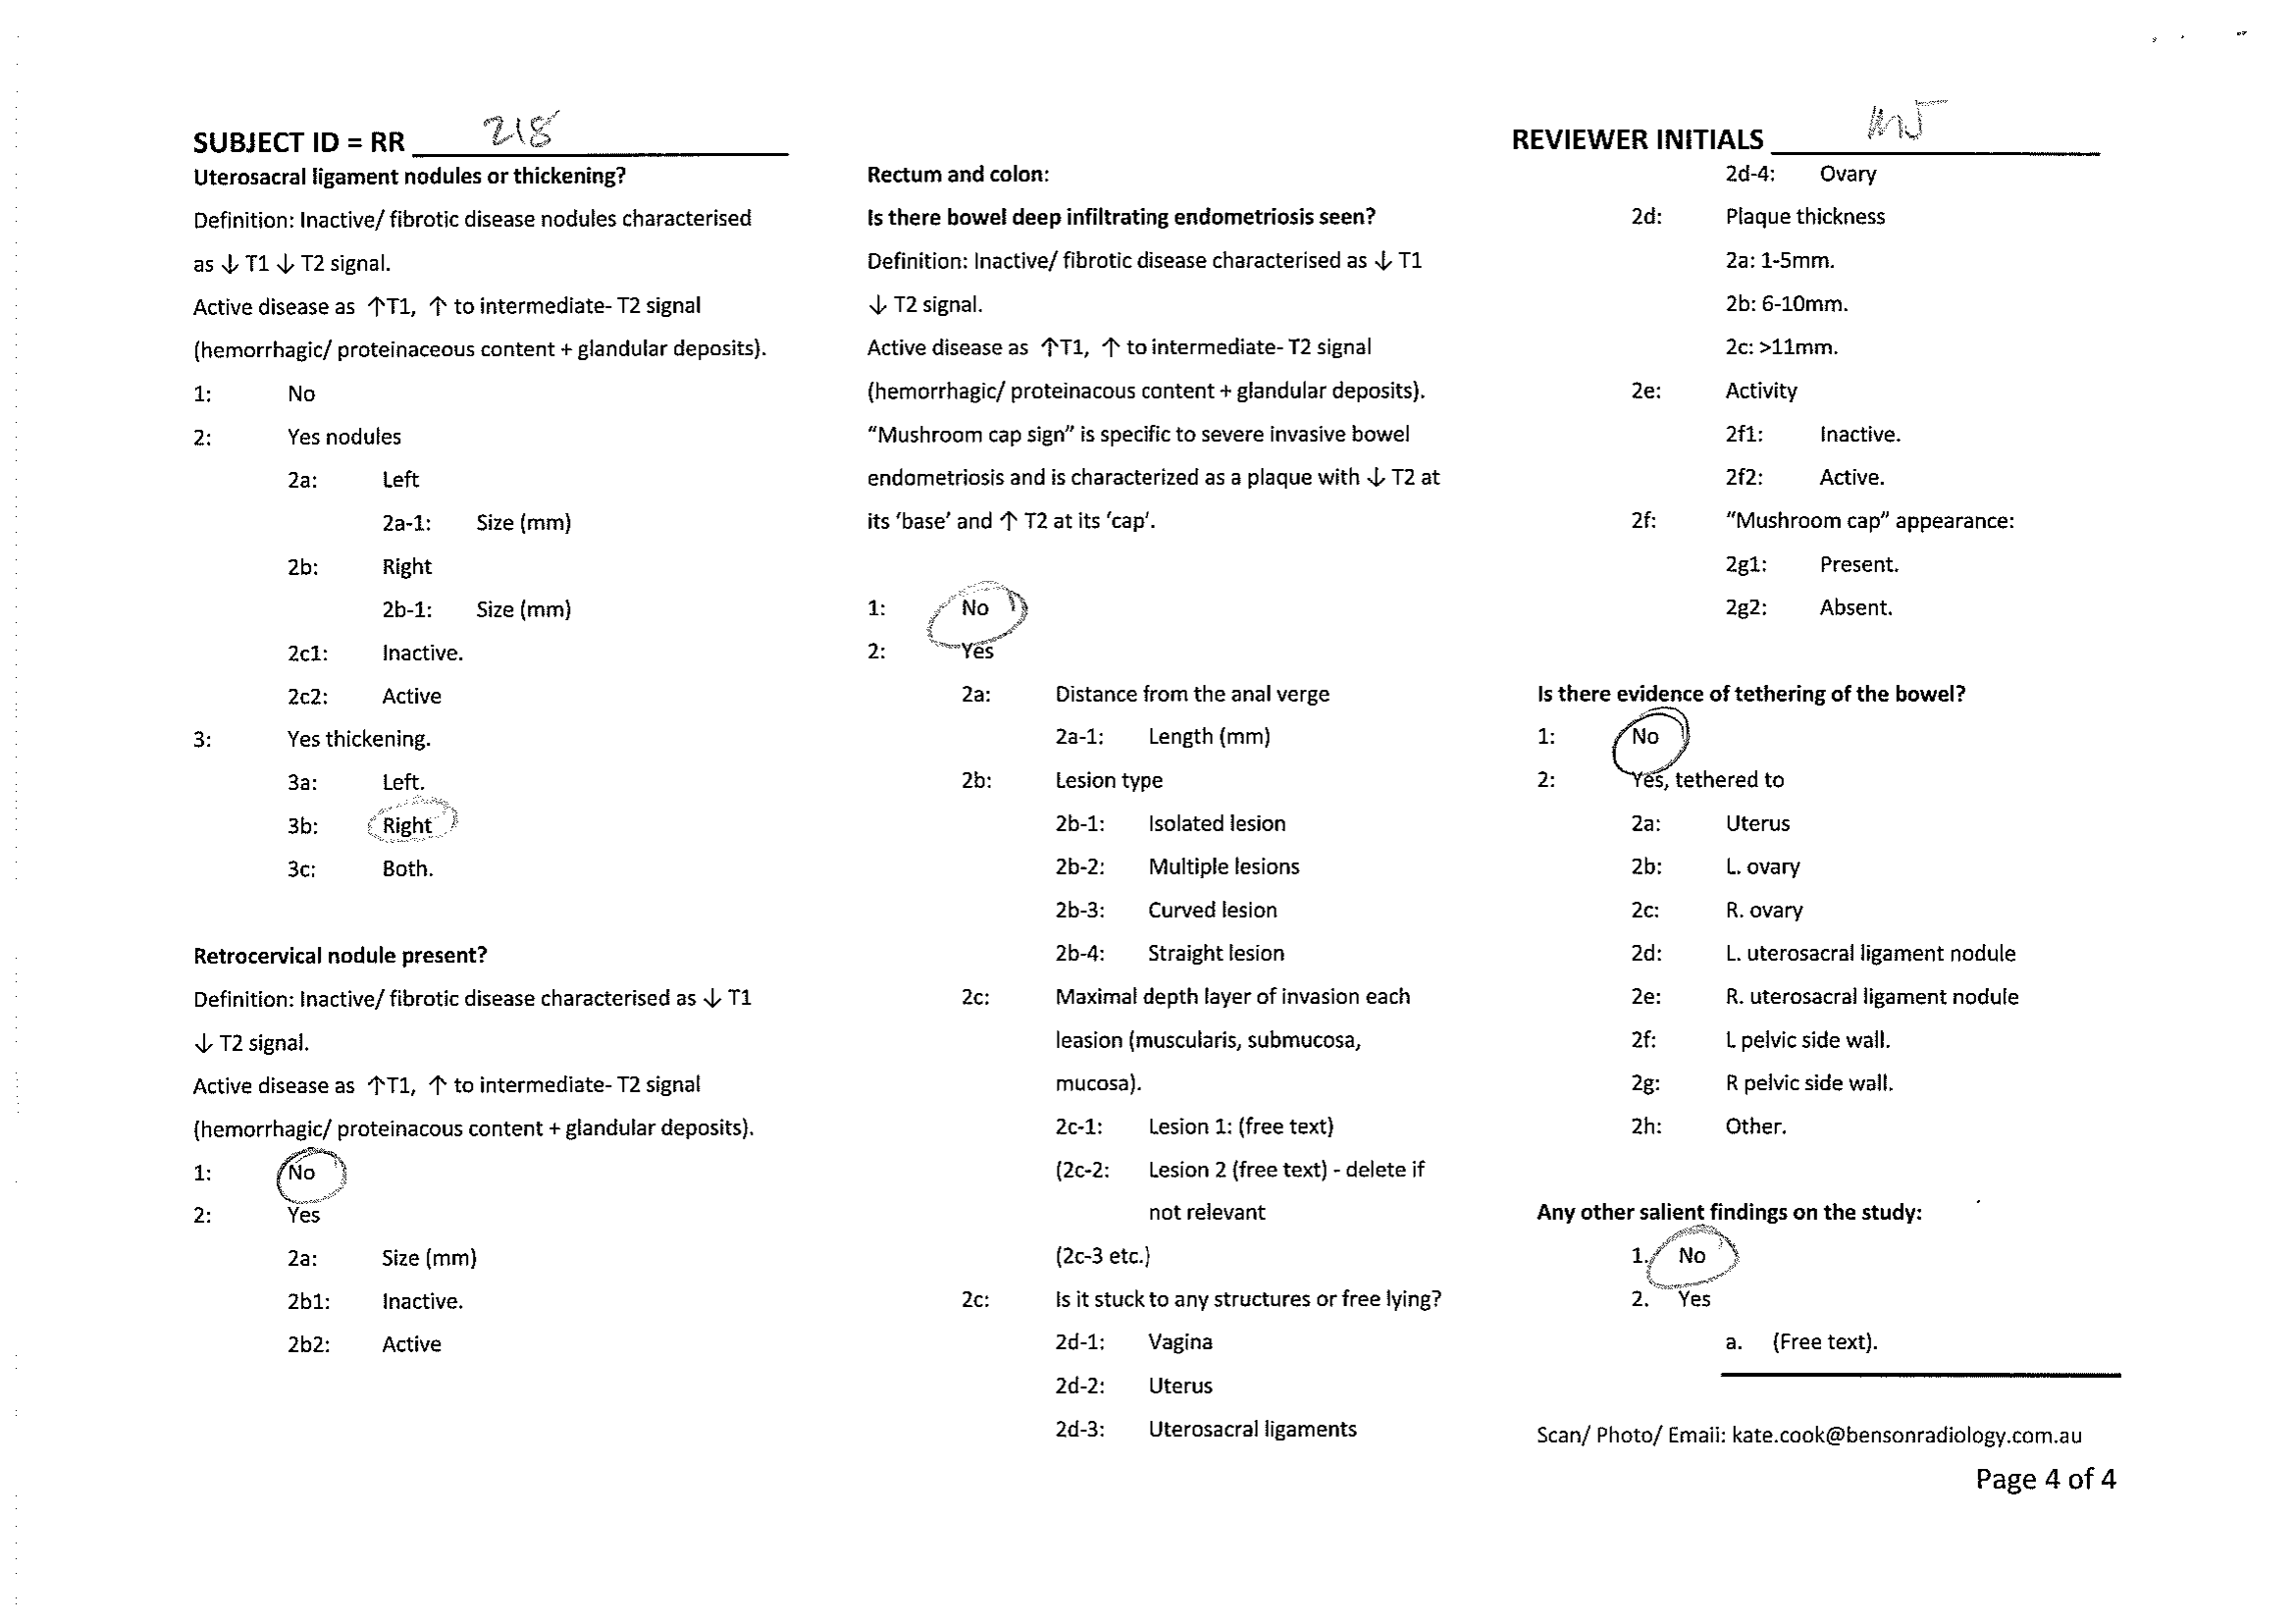 SUBJECT ID = RR 218
REVIEWER INITIALS MJ
Uterosacral ligament nodules or thickening?
Definition: Inactive/ fibrotic disease nodules characterised
as ↓ T1 ↓ T2 signal.
Active disease as ↑T1, ↑ to intermediate- T2 signal
(hemorrhagic/ proteinaceous content + glandular deposits).
1: No
2: Yes nodules
2a: Left
2a-1: Size (mm)
2b: Right
2b-1: Size (mm)
2c1: Inactive.
2c2: Active
3: Yes thickening.
3a: Left.
3b: Right
3c: Both.
Retrocervical nodule present?
Definition: Inactive/ fibrotic disease characterised as ↓ T1
↓ T2 signal.
Active disease as ↑T1, ↑ to intermediate- T2 signal
(hemorrhagic/ proteinacous content + glandular deposits).
1: No
2: Yes
2a: Size (mm)
2b1: Inactive.
2b2: Active
Rectum and colon:
Is there bowel deep infiltrating endometriosis seen?
Definition: Inactive/ fibrotic disease characterised as ↓ T1
↓ T2 signal.
Active disease as ↑T1, ↑ to intermediate- T2 signal
(hemorrhagic/ proteinacous content + glandular deposits).
“Mushroom cap sign” is specific to severe invasive bowel
endometriosis and is characterized as a plaque with ↓ T2 at
its ‘base’ and ↑ T2 at its ‘cap’.
1: No
2: Yes
2a: Distance from the anal verge
2a-1: Length (mm)
2b: Lesion type
2b-1: Isolated lesion
2b-2: Multiple lesions
2b-3: Curved lesion
2b-4: Straight lesion
2c: Maximal depth layer of invasion each
leasion (muscularis, submucosa,
mucosa).
2c-1: Lesion 1: (free text)
(2c-2: Lesion 2 (free text) - delete if
not relevant
(2c-3 etc.)
2c: Is it stuck to any structures or free lying?
2d-1: Vagina
2d-2: Uterus
2d-3: Uterosacral ligaments
2d-4: Ovary
2d: Plaque thickness
2a: 1-5mm.
2b: 6-10mm.
2c: >11mm.
2e: Activity
2f1: Inactive.
2f2: Active.
2f: “Mushroom cap” appearance:
2g1: Present.
2g2: Absent.
Is there evidence of tethering of the bowel?
1: No
2: Yes, tethered to
2a: Uterus
2b: L. ovary
2c: R. ovary
2d: L. uterosacral ligament nodule
2e: R. uterosacral ligament nodule
2f: L pelvic side wall.
2g: R pelvic side wall.
2h: Other.
Any other salient findings on the study:
1. No
2. Yes
a. (Free text).
Scan/ Photo/ Email: kate.cook@bensonradiology.com.au
Page 4 of 4